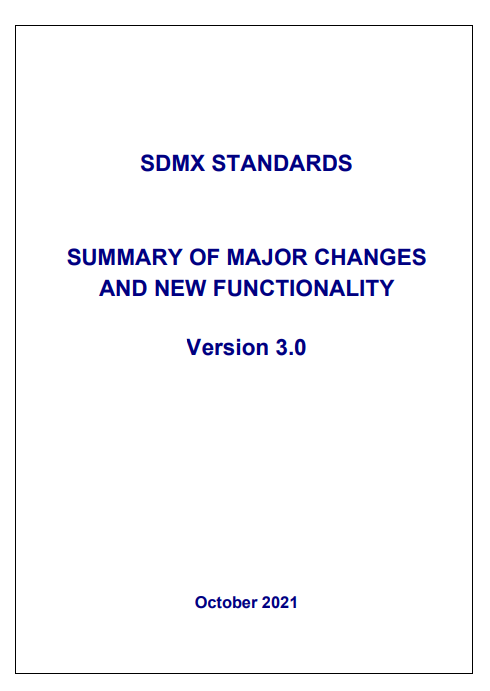 SDMX STANDARDS
SUMMARY OF MAJOR CHANGES
AND NEW FUNCTIONALITY
Version 3.0
October 2021